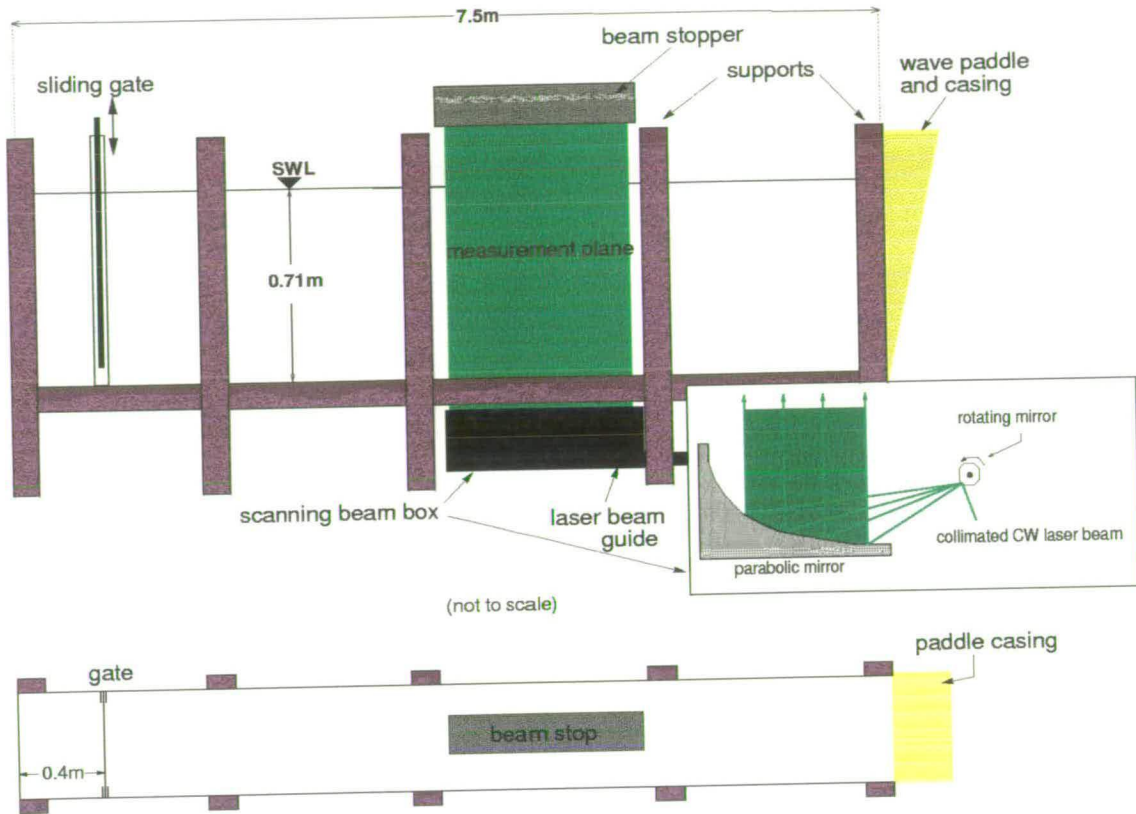 7.5m
beam stopper
sliding gate
supports
wave paddle
and casing
SWL
measurement plane
0.71m
rotating mirror
scanning beam box
laser beam
guide
collimated CW laser beam
parabolic mirror
(not to scale)
gate
paddle casing
beam stop
0.4m